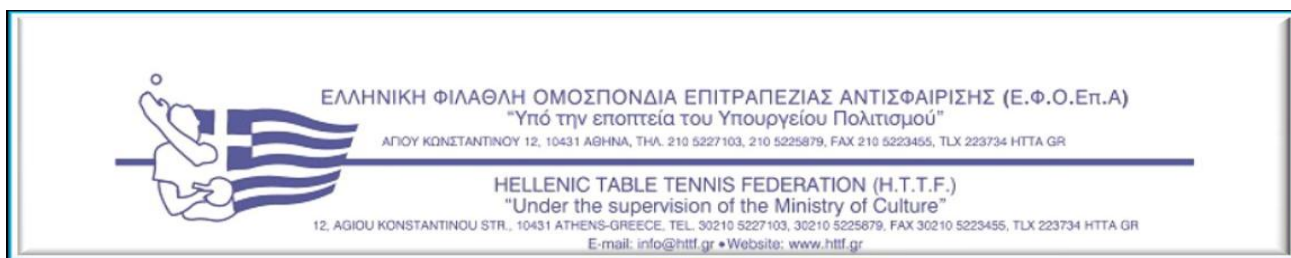 ΕΛΛΗΝΙΚΗ ΦΙΛΑΘΛΗ ΟΜΟΣΠΟΝΔΙΑ ΕΠΙΤΡΑΠΕΖΙΑΣ ΑΝΤΙΣΦΑΙΡΙΣΗΣ (Ε.Φ.Ο.Επ.Α)
"Υπό την εποπτεία του Υπουργείου Πολιτισμού"
ΑΓΙΟΥ ΚΩΝΣΤΑΝΤΙΝΟΥ 12, 10431 ΑΘΗΝΑ, ΤΗΛ. 210 5227103, 210 5225879, FAX 210 5223455, TLX 223734 HTTA GR
HELLENIC TABLE TENNIS FEDERATION (H.T.T.F.)
"Under the supervision of the Ministry of Culture"
12, AGIOU KONSTANTINOU STR., 10431 ATHENS-GREECE, TEL. 30210 5227103, 30210 5225879, FAX 30210 5223455, TLX 223734 HTTA GR
E-mail: info@httf.gr • Website: www.httf.gr